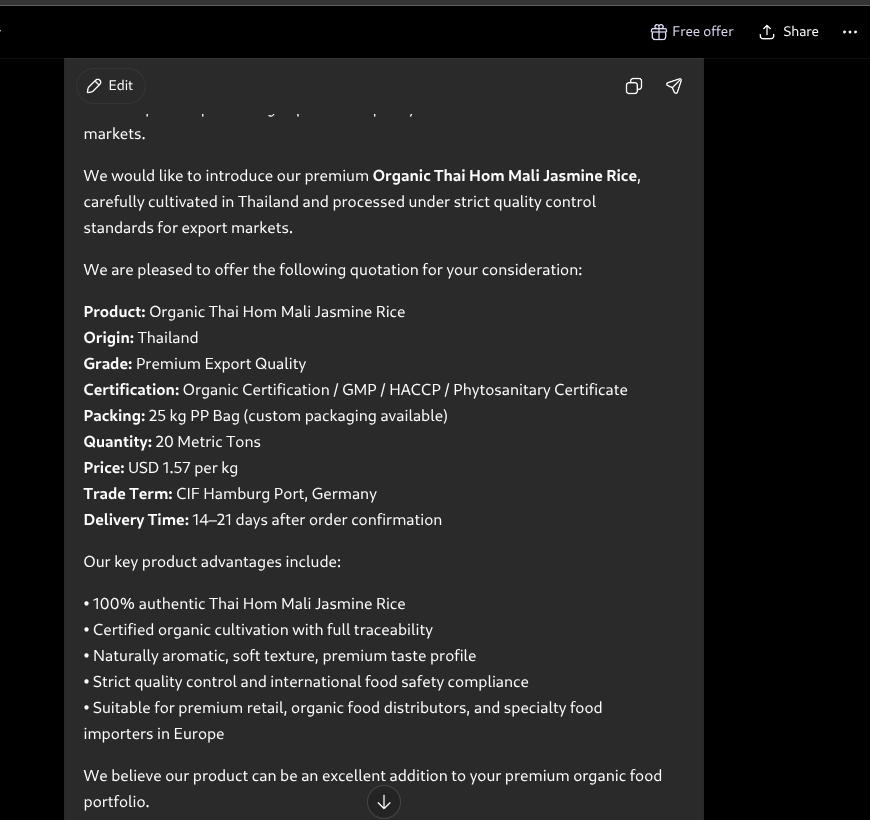 Free offer
Share
Edit
markets.
We would like to introduce our premium Organic Thai Hom Mali Jasmine Rice,
carefully cultivated in Thailand and processed under strict quality control
standards for export markets.
We are pleased to offer the following quotation for your consideration:
Product: Organic Thai Hom Mali Jasmine Rice
Origin: Thailand
Grade: Premium Export Quality
Certification: Organic Certification / GMP / HACCP / Phytosanitary Certificate
Packing: 25 kg PP Bag (custom packaging available)
Quantity: 20 Metric Tons
Price: USD 1.57 per kg
Trade Term: CIF Hamburg Port, Germany
Delivery Time: 14–21 days after order confirmation
Our key product advantages include:
• 100% authentic Thai Hom Mali Jasmine Rice
• Certified organic cultivation with full traceability
• Naturally aromatic, soft texture, premium taste profile
• Strict quality control and international food safety compliance
• Suitable for premium retail, organic food distributors, and specialty food
importers in Europe
We believe our product can be an excellent addition to your premium organic food
portfolio.